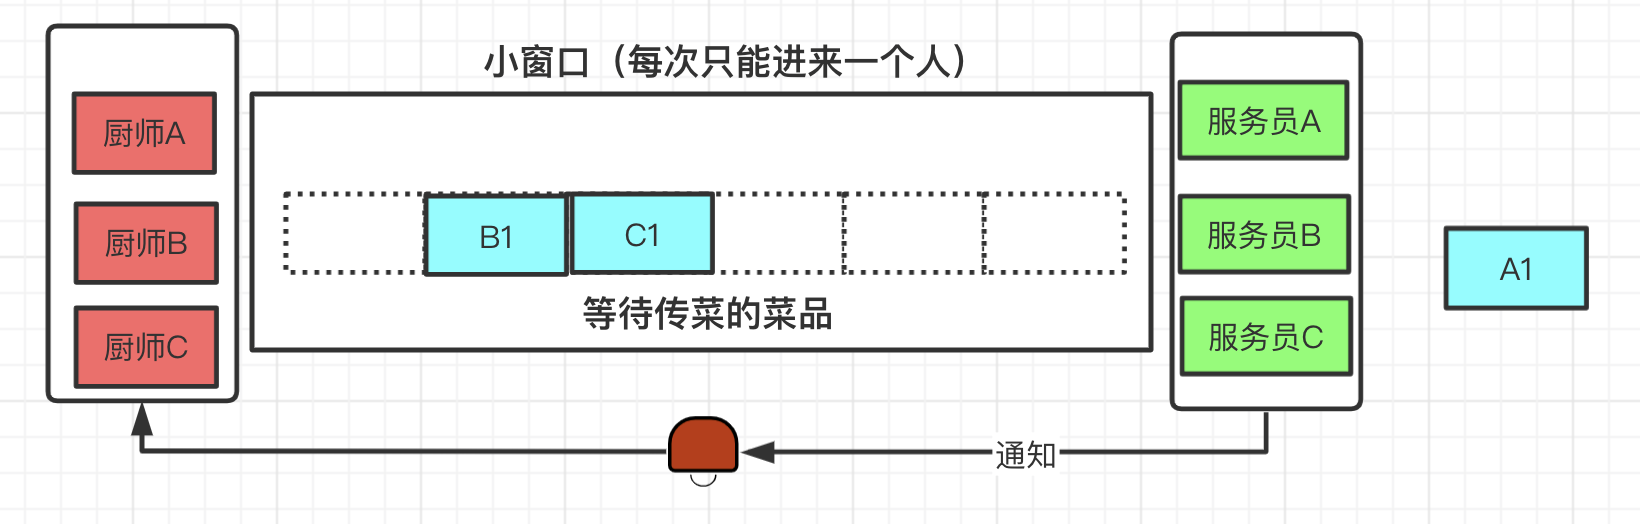 小窗口（每次只能进来一个人）
厨师A
厨师B
厨师C
B1
C1
等待传菜的菜品
服务员A
服务员B
服务员C
A1
通知